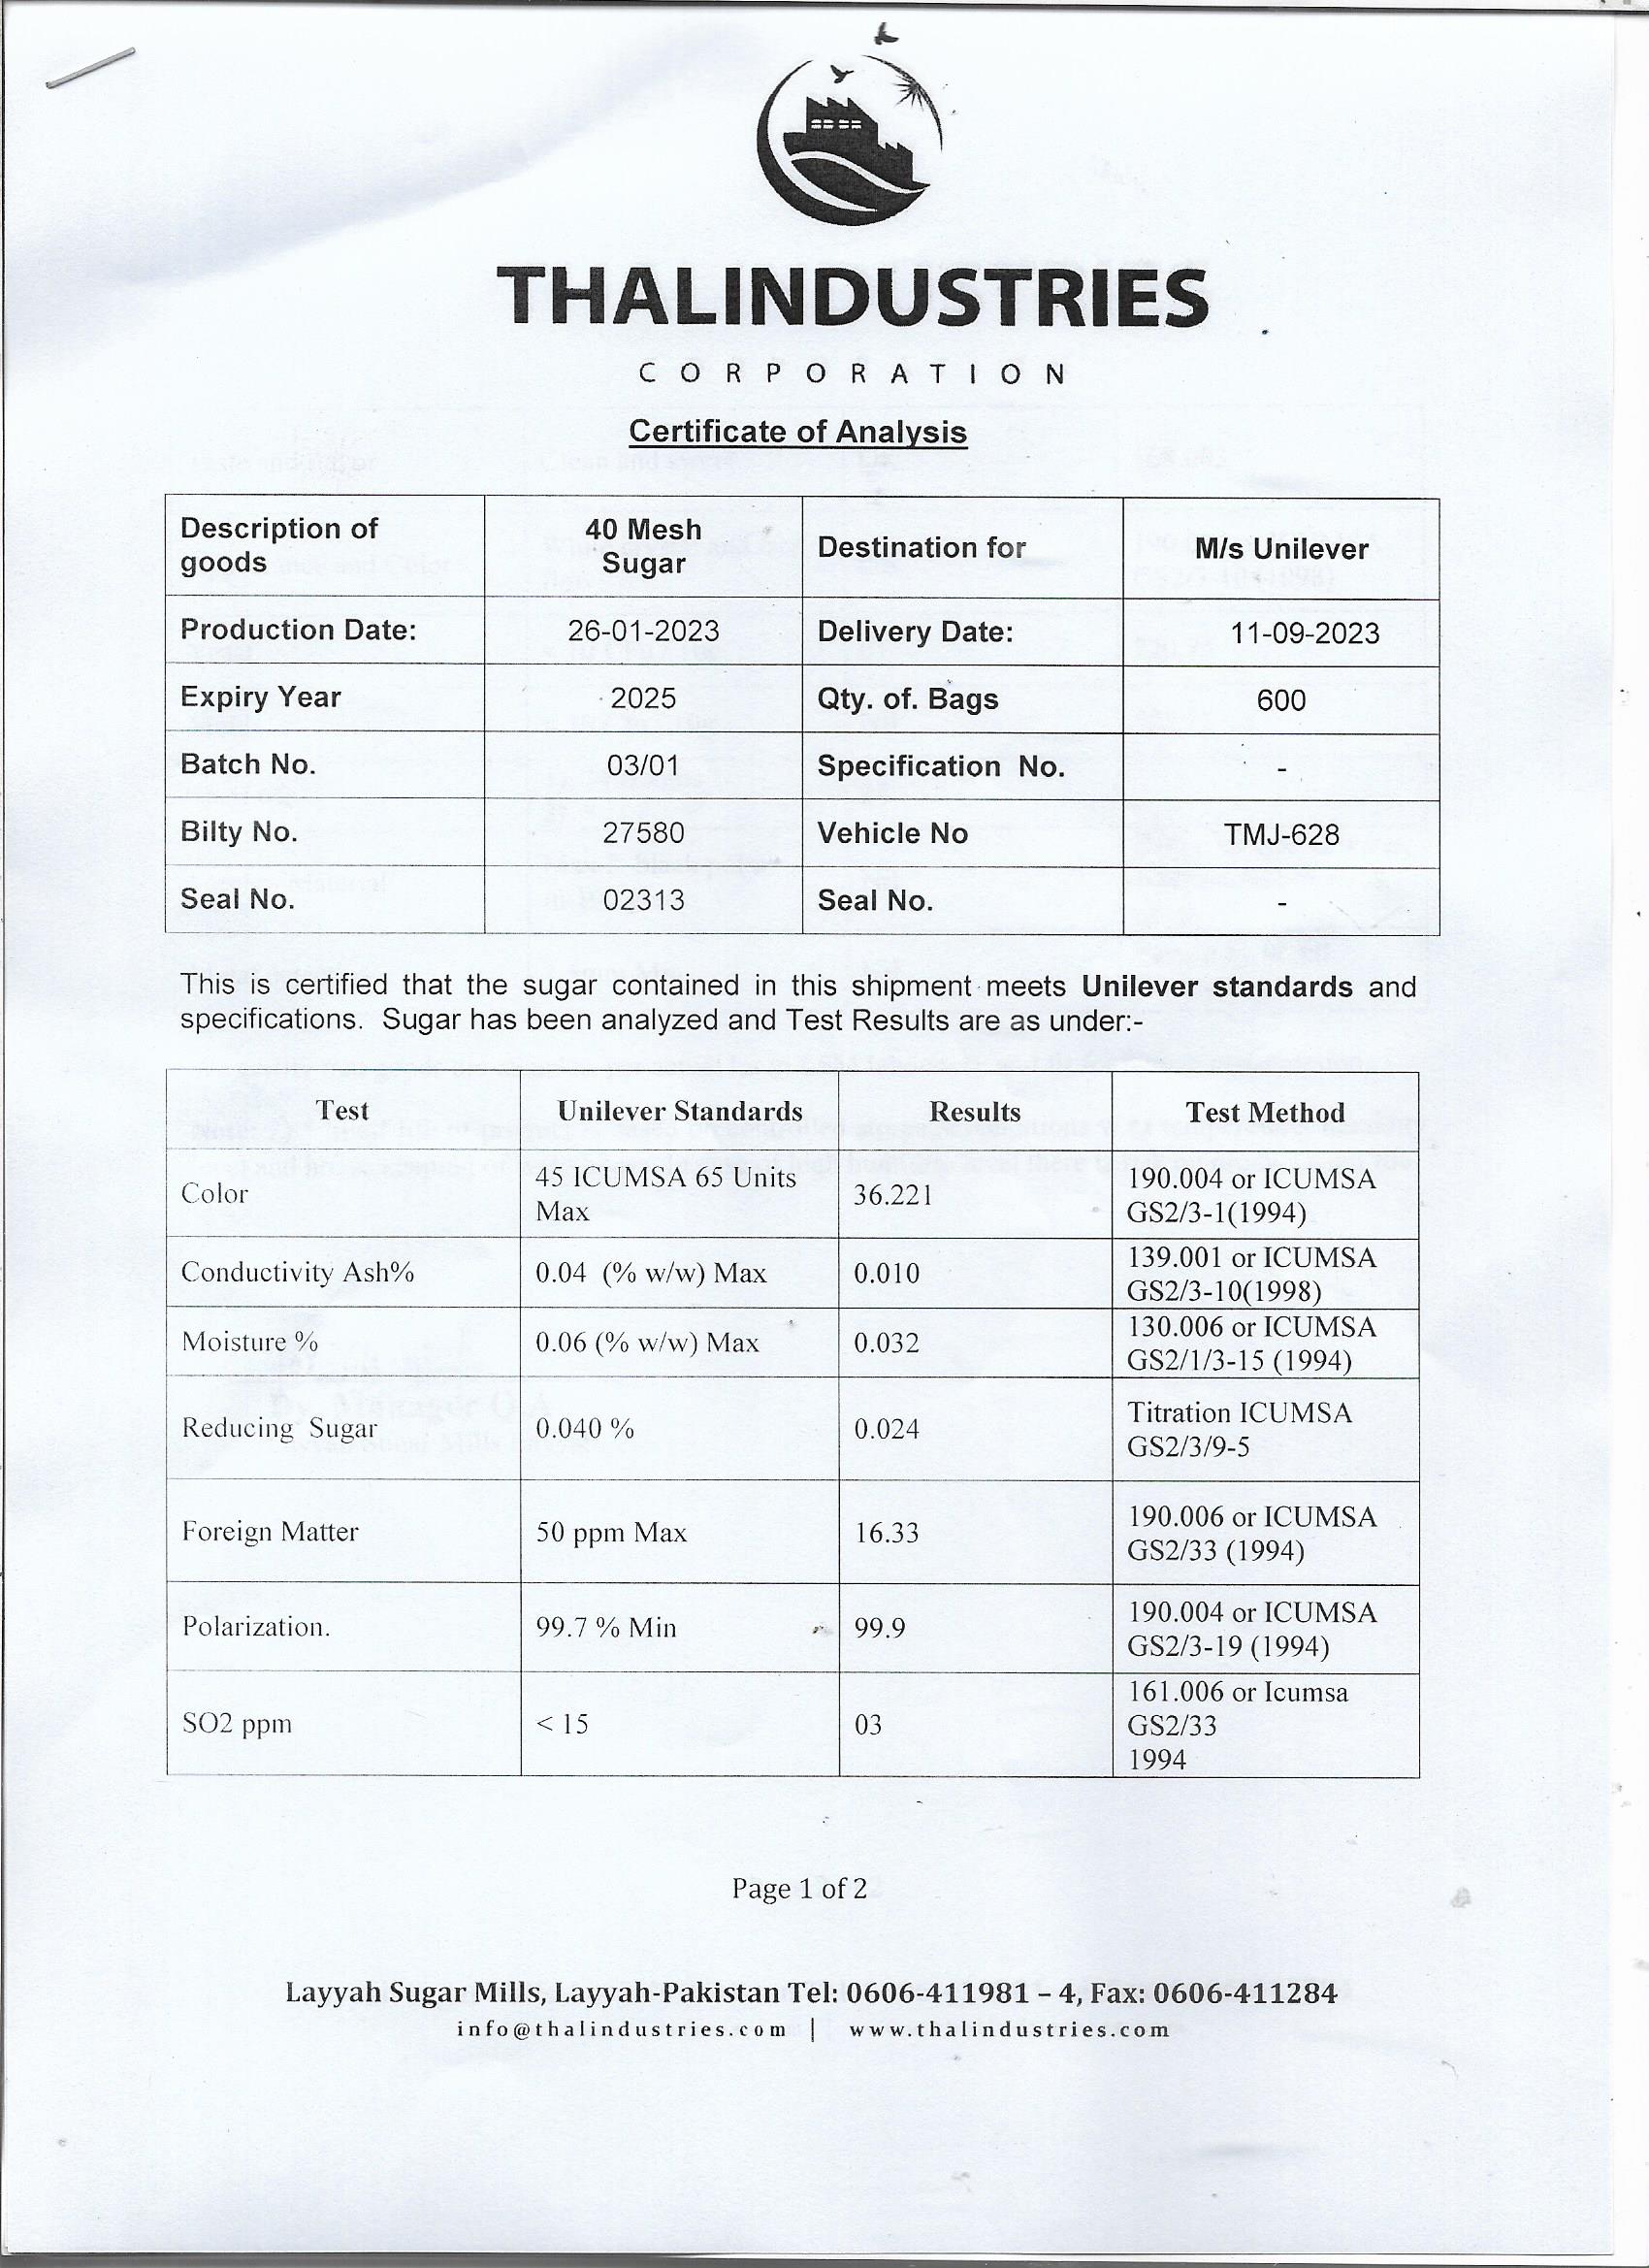 THALINDUSTRIES
CORPORATION
Certificate of Analysis
Description of goods 40 Mesh Sugar Destination for M/s Unilever
Production Date: 26-01-2023 Delivery Date: 11-09-2023
Expiry Year 2025 Qty. of. Bags 600
Batch No. 03/01 Specification No. -
Bilty No. 27580 Vehicle No TMJ-628
Seal No. 02313 Seal No. -
This is certified that the sugar contained in this shipment meets Unilever standards and
specifications. Sugar has been analyzed and Test Results are as under:-
Test Unilever Standards Results Test Method
Color 45 ICUMSA 65 Units Max 36.221 190.004 or ICUMSA GS2/3-1(1994)
Conductivity Ash% 0.04 (% w/w) Max 0.010 139.001 or ICUMSA GS2/3-10(1998)
Moisture % 0.06 (% w/w) Max 0.032 130.006 or ICUMSA GS2/1/3-15 (1994)
Reducing Sugar 0.040 % 0.024 Titration ICUMSA GS2/3/9-5
Foreign Matter 50 ppm Max 16.33 190.006 or ICUMSA GS2/33 (1994)
Polarization. 99.7 % Min 99.9 190.004 or ICUMSA GS2/3-19 (1994)
SO2 ppm < 15 03 161.006 or Icumsa GS2/33 1994
Page 1 of 2
Layyah Sugar Mills, Layyah-Pakistan Tel: 0606-411981 – 4, Fax: 0606-411284
info@thalindustries.com | www.thalindustries.com